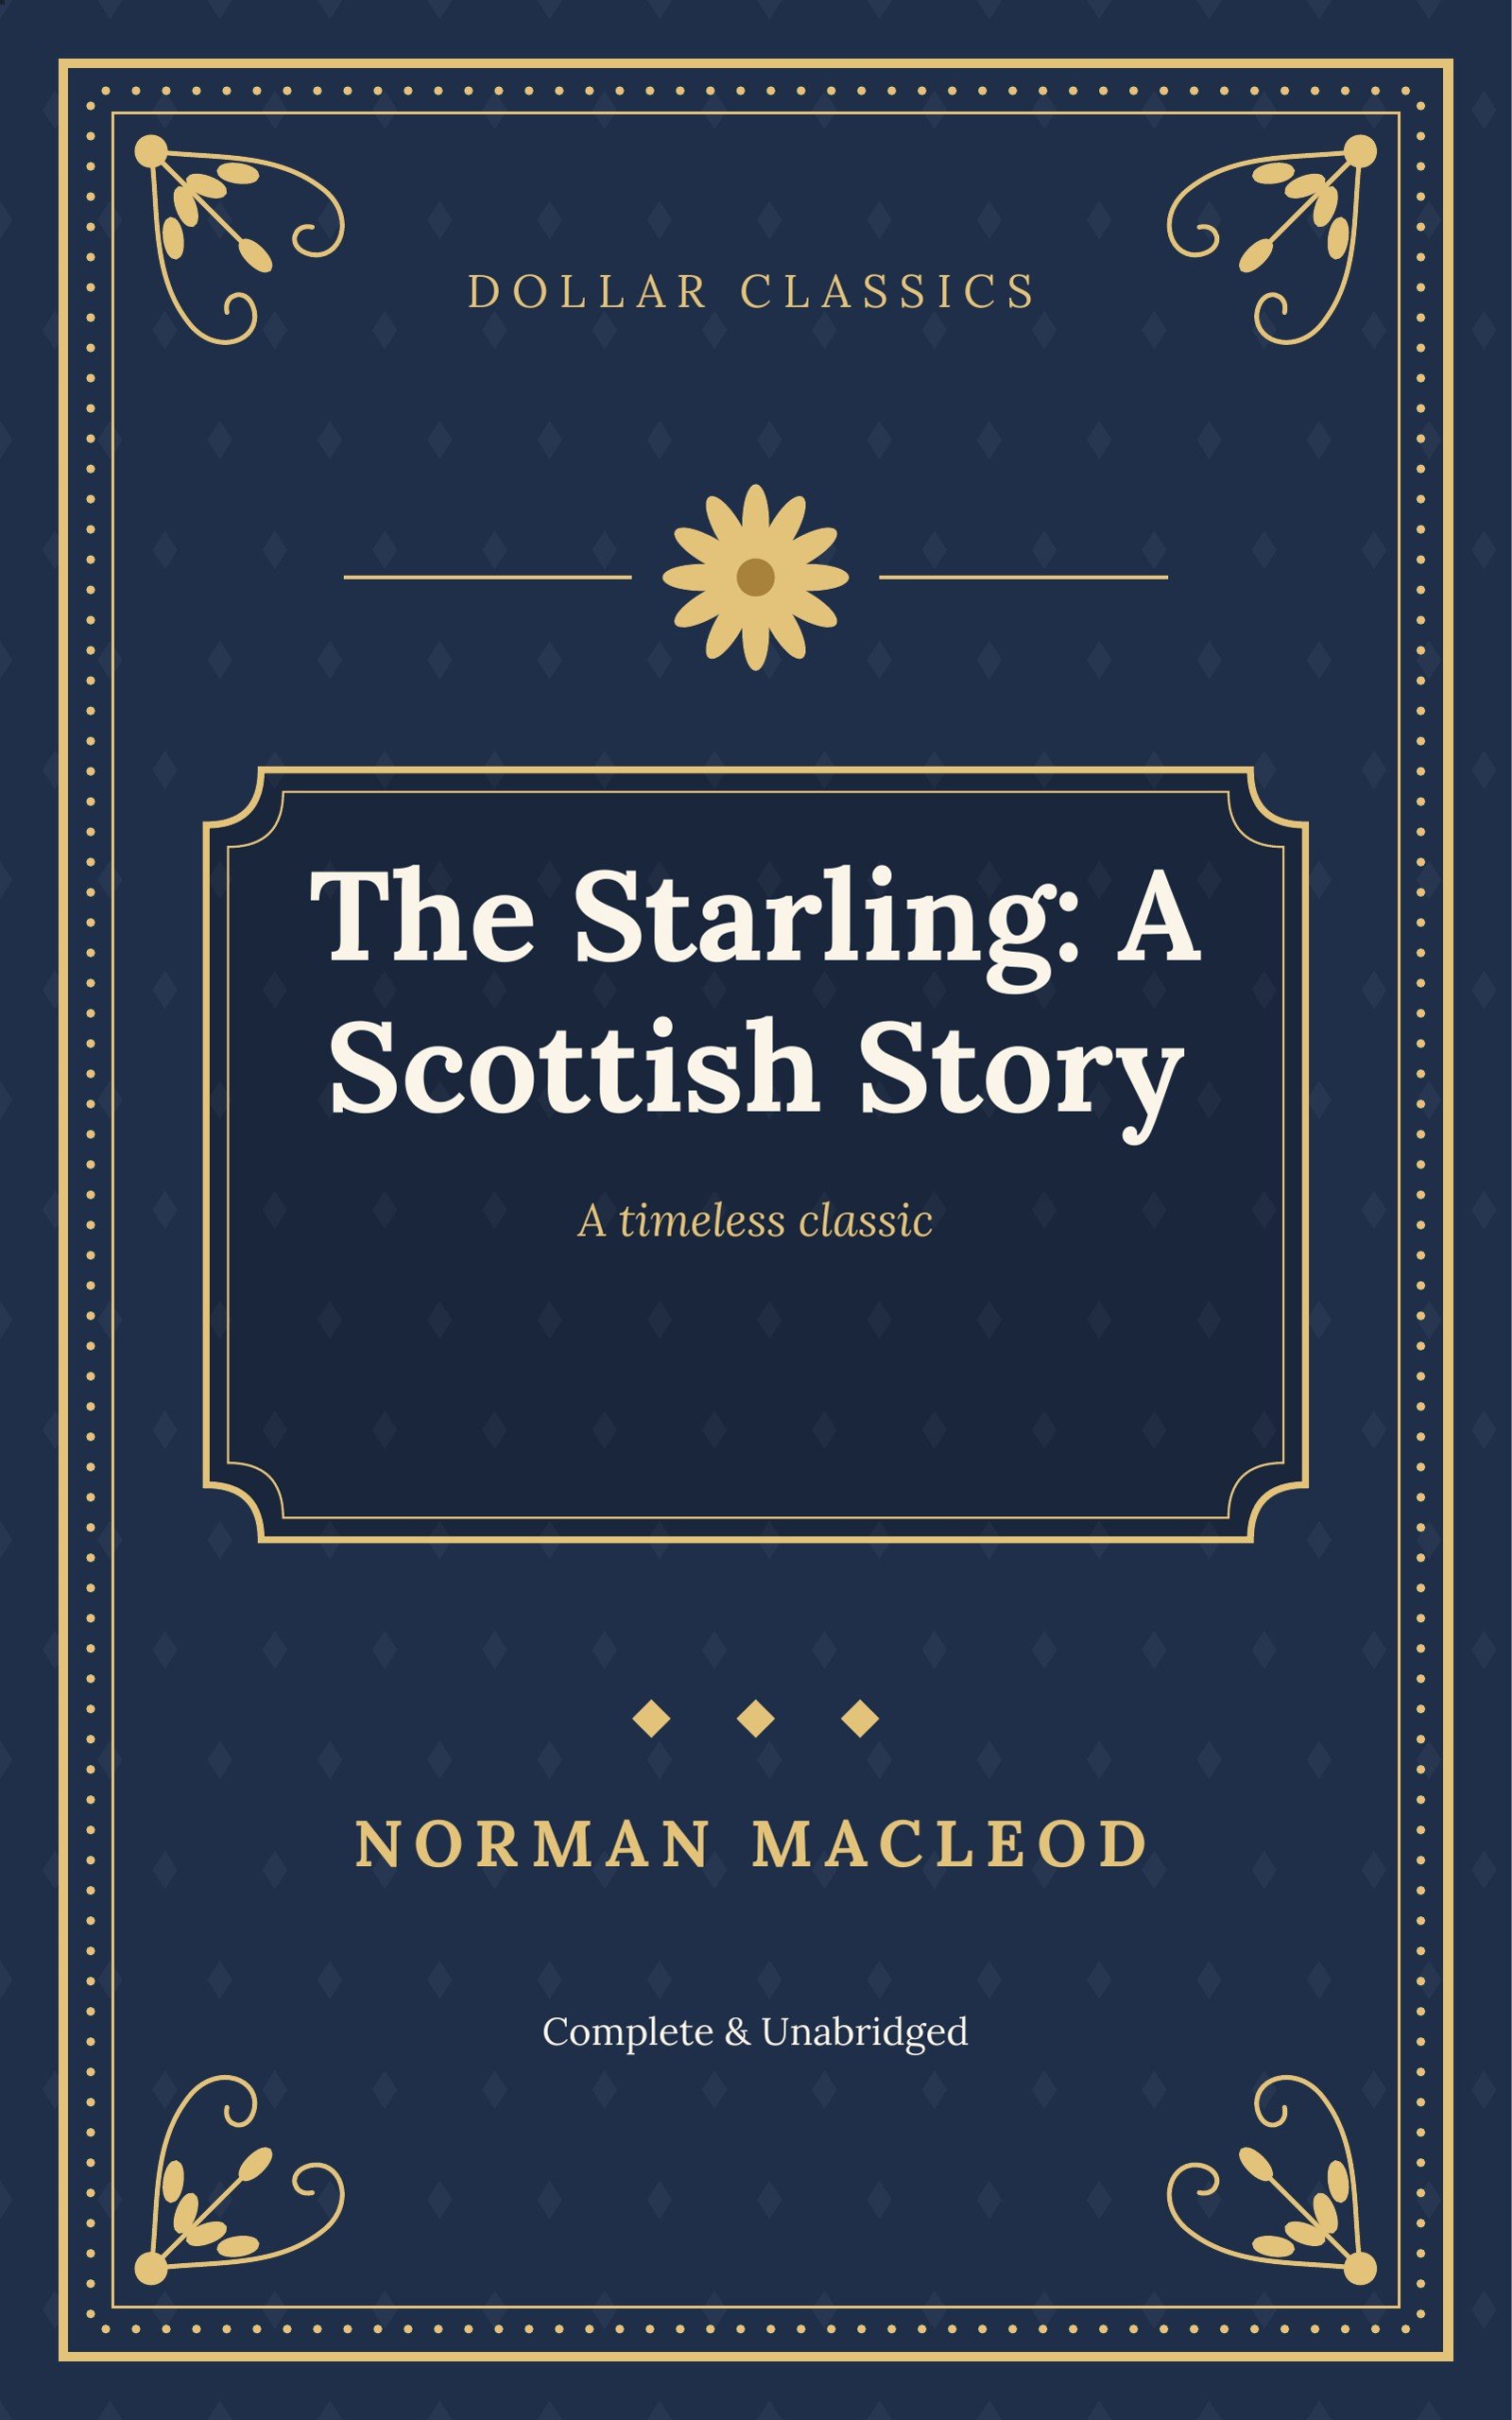 DOLLAR CLASSICS
The Starling: A
Scottish Story
A timeless classic
NORMAN MACLEOD
Complete & Unabridged